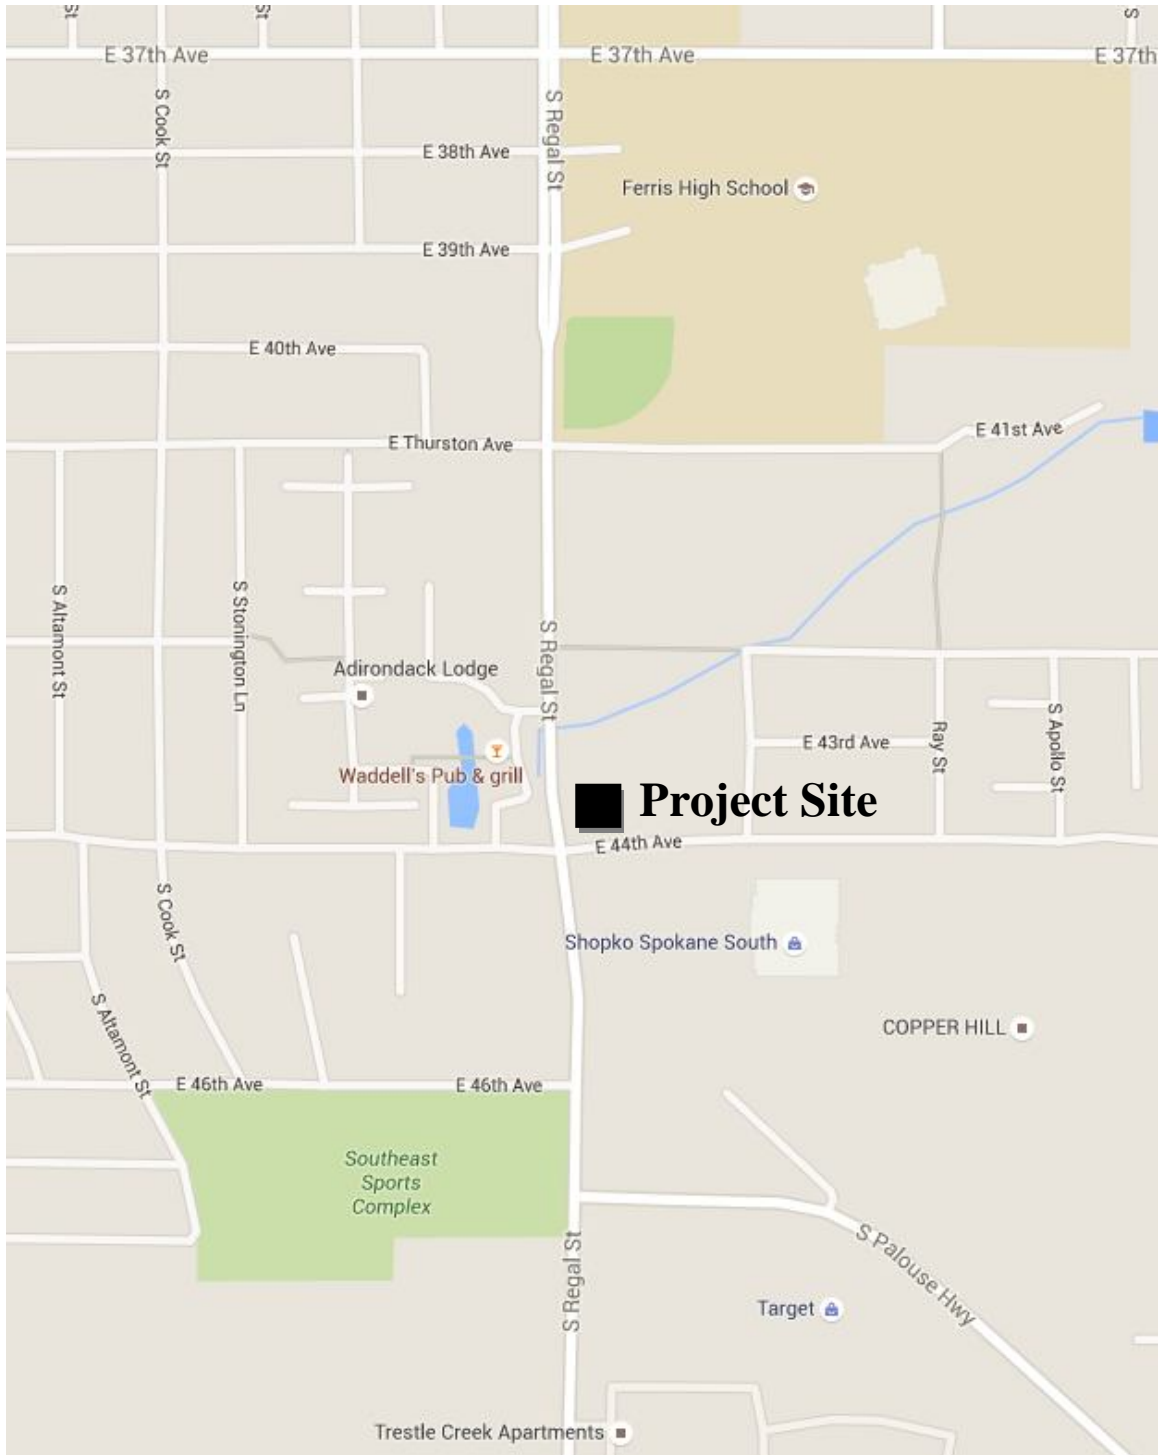 St
St
S
E 37th Ave
E 37th Ave
E 37th
S Cook St
S Regal St
E 38th Ave
Ferris High School
E 39th Ave
E 40th Ave
E Thurston Ave
E 41st Ave
S Altamont St
S Stonington Ln
S Regal St
Adirondack Lodge
Ray St
S Apollo St
E 43rd Ave
Waddell's Pub & grill
Project Site
E 44th Ave
S Cook St
Shopko Spokane South
S Altamont St
COPPER HILL
E 46th Ave
E 46th Ave
Southeast
Sports
Complex
S Regal St
S Palouse Hwy
Target
Trestle Creek Apartments